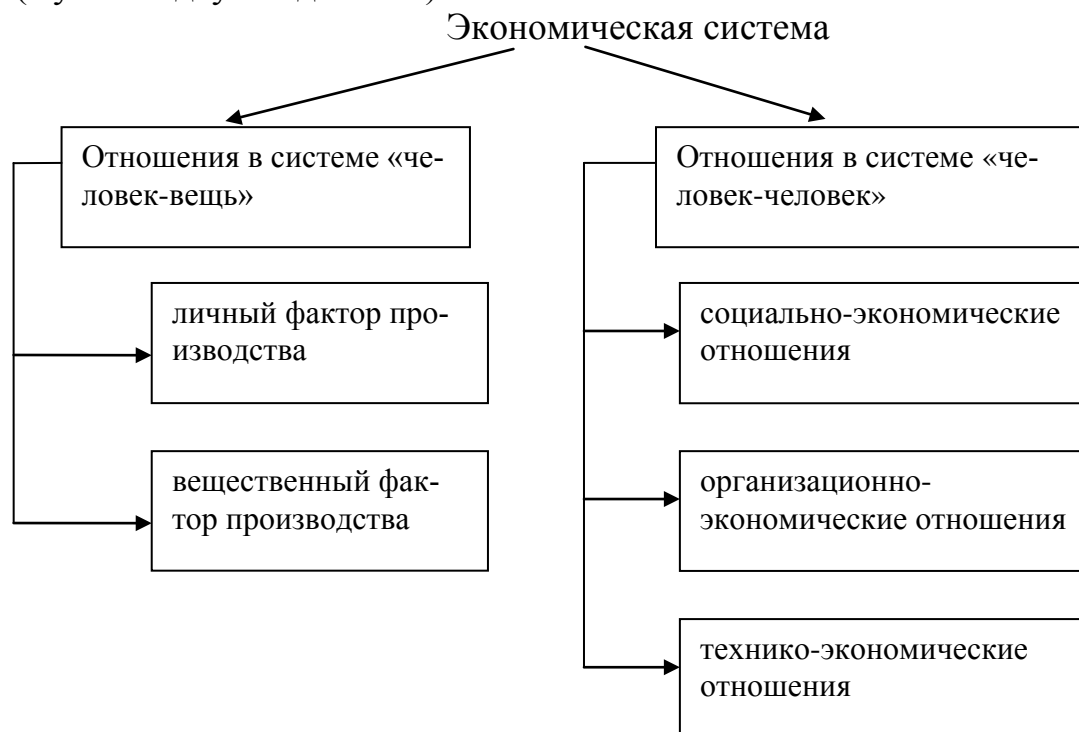 Экономическая система
Отношения в системе «че-
ловек-вещь»
личный фактор про-
изводства
вещественный фак-
тор производства
Отношения в системе «че-
ловек-человек»
социально-экономические
отношения
организационно-
экономические отношения
технико-экономические
отношения